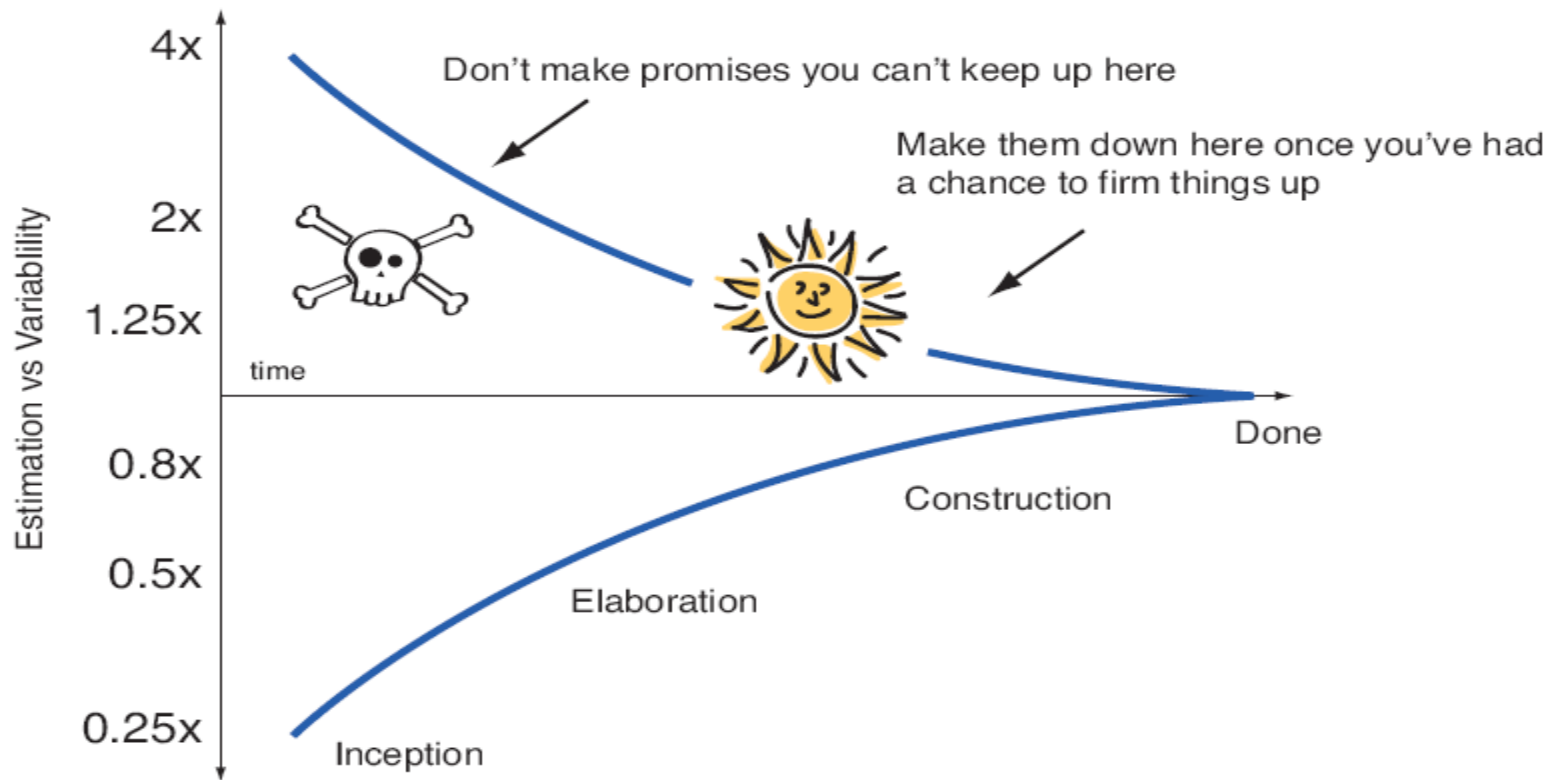 4x
Don't make promises you can't keep up here
Make them down here once you've had
a chance to firm things up
2x
1.25x
time
Estimation vs Variablility
Done
0.8x
Construction
0.5x
Elaboration
0.25x
Inception